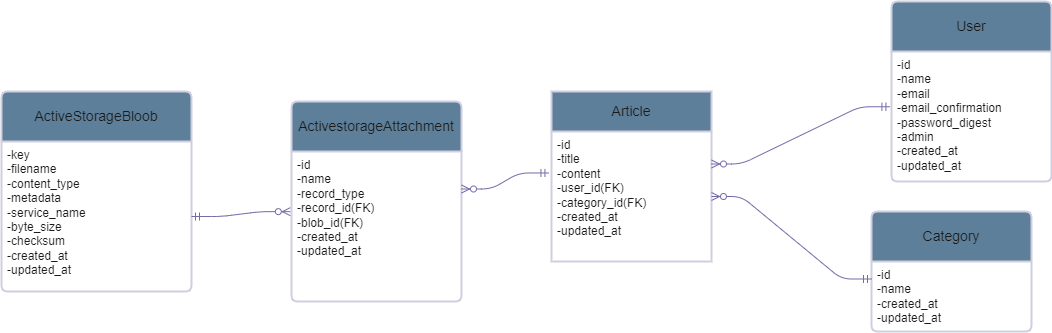 ActiveStorageBloob
-key
-filename
-content_type
-metadata
-service_name
-byte_size
-checksum
-created_at
-updated_at
ActivestorageAttachment
-id
-name
-record_type
-record_id(FK)
-blob_id(FK)
-created_at
-updated_at
Article
-id
-title
-content
-user_id(FK)
-category_id(FK)
-created_at
-updated_at
User
-id
-name
-email
-email_confirmation
-password_digest
-admin
-created_at
-updated_at
Category
-id
-name
-created_at
-updated_at